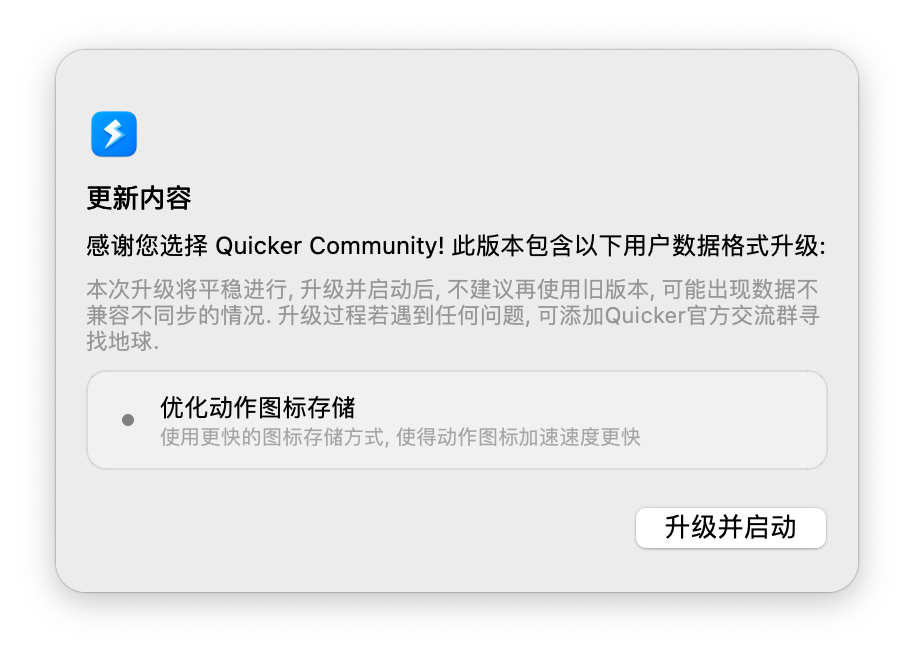 更新内容
感谢您选择 Quicker Community! 此版本包含以下用户数据格式升级:
本次升级将平稳进行, 升级并启动后, 不建议再使用旧版本, 可能出现数据不
兼容不同步的情况. 升级过程若遇到任何问题, 可添加Quicker官方交流群寻
找地球.
优化动作图标存储
使用更快的图标存储方式, 使得动作图标加速速度更快
升级并启动